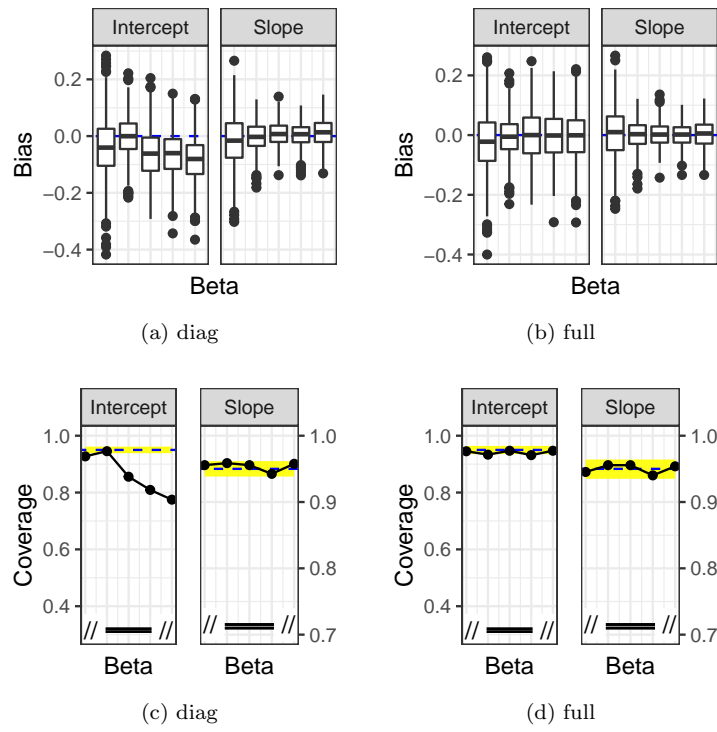 Intercept Slope
0.2
0.0
−0.2
−0.4
Bias
Beta
(a) diag
Intercept Slope
0.2
0.0
−0.2
−0.4
Bias
Beta
(b) full
Intercept Slope
1.0
0.8
0.6
0.4
Coverage
// //
// //
1.0
0.9
0.8
0.7
Beta Beta
(c) diag
Intercept Slope
1.0
0.8
0.6
0.4
Coverage
// //
// //
1.0
0.9
0.8
0.7
Beta Beta
(d) full